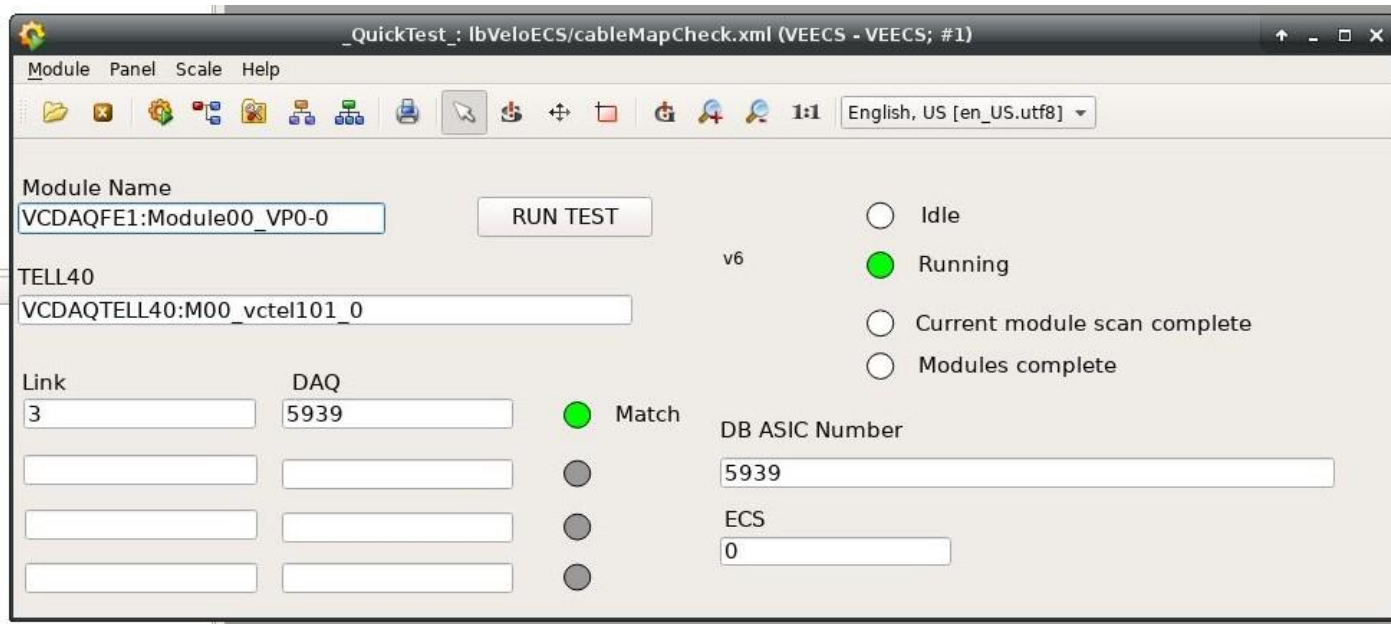 _QuickTest_: lbVeloECS/cableMapCheck.xml (VEECS - VEECS; #1)
Module Panel Scale Help
1:1 English, US [en_US.utf8]
Module Name
VCDAQFE1:Module00_VP0-0
RUN TEST
Idle
v6
Running
TELL40
VCDAQTELL40:M00_vctel101_0
Current module scan complete
Modules complete
Link DAQ
3 5939 Match
DB ASIC Number
5939
ECS
0